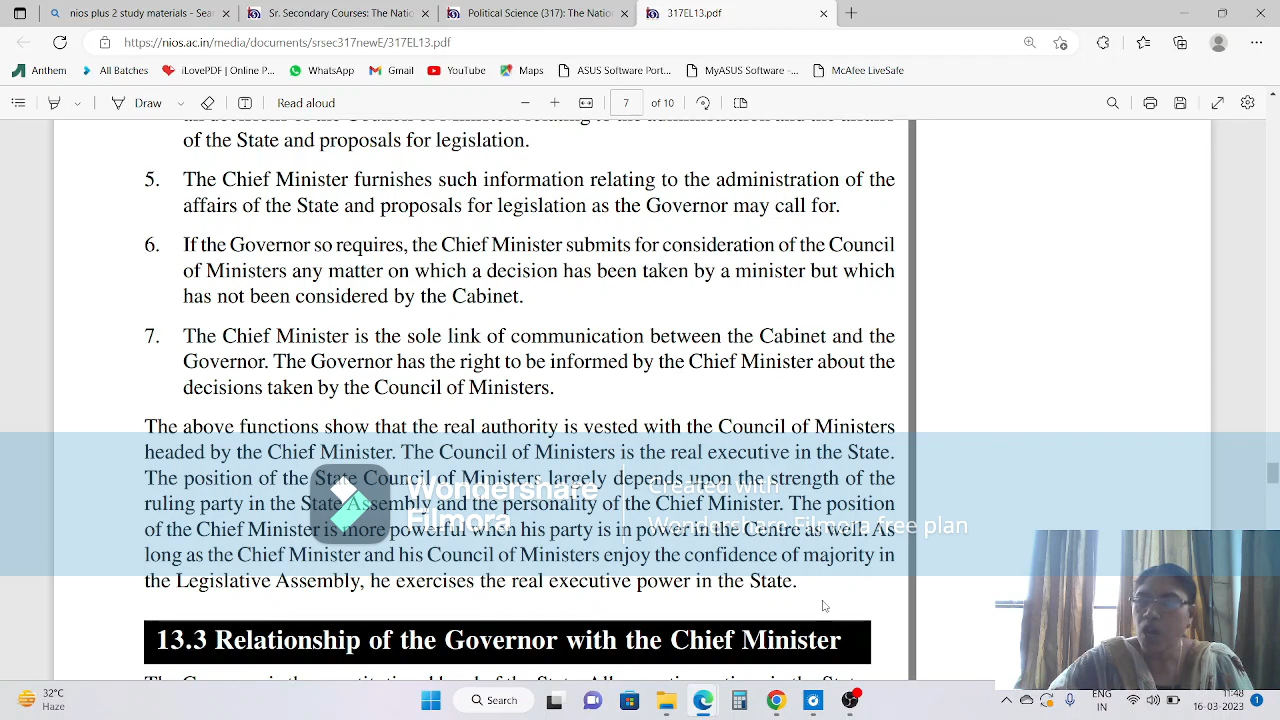 nios plus 2 study materials - Sear
Sr. Secondary Courses: The Natio
Political Science (317): The Nation
317EL13.pdf
https://nios.ac.in/media/documents/srsec317newE/317EL13.pdf
Anthem
All Batches
iLovePDF | Online P...
WhatsApp
Gmail
YouTube
Maps
ASUS Software Port...
MyASUS Software -...
McAfee LiveSafe
Draw
Read aloud
7 of 10
of the State and proposals for legislation.
5. The Chief Minister furnishes such information relating to the administration of the
affairs of the State and proposals for legislation as the Governor may call for.
6. If the Governor so requires, the Chief Minister submits for consideration of the Council
of Ministers any matter on which a decision has been taken by a minister but which
has not been considered by the Cabinet.
7. The Chief Minister is the sole link of communication between the Cabinet and the
Governor. The Governor has the right to be informed by the Chief Minister about the
decisions taken by the Council of Ministers.
The above functions show that the real authority is vested with the Council of Ministers
headed by the Chief Minister. The Council of Ministers is the real executive in the State.
The position of the State Council of Ministers largely depends upon the strength of the
ruling party in the State Assembly and the personality of the Chief Minister. The position
of the Chief Minister is more powerful when his party is in power in the Centre as well. As
long as the Chief Minister and his Council of Ministers enjoy the confidence of majority in
the Legislative Assembly, he exercises the real executive power in the State.
Wondershare
Filmora
Created with
Wondershare Filmora free plan
13.3 Relationship of the Governor with the Chief Minister
32°C
Haze
Search
ENG
IN
11:48
16-03-2023
1